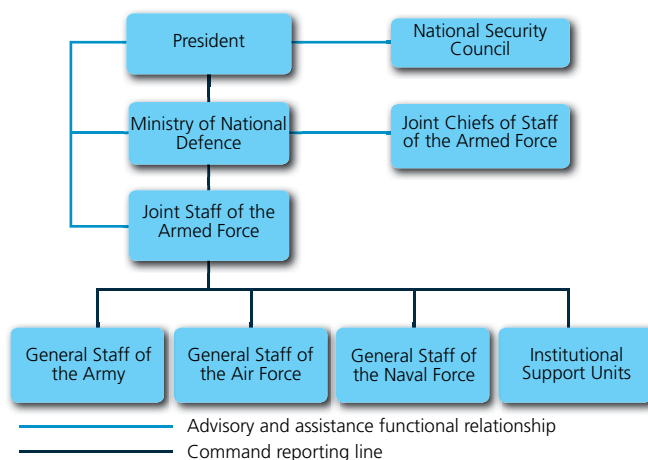 President
National Security
Council
Ministry of National
Defence
Joint Chiefs of Staff
of the Armed Force
Joint Staff of the
Armed Force
General Staff of
the Army
General Staff of
the Air Force
General Staff of
the Naval Force
Institutional
Support Units
Advisory and assistance functional relationship
Command reporting line